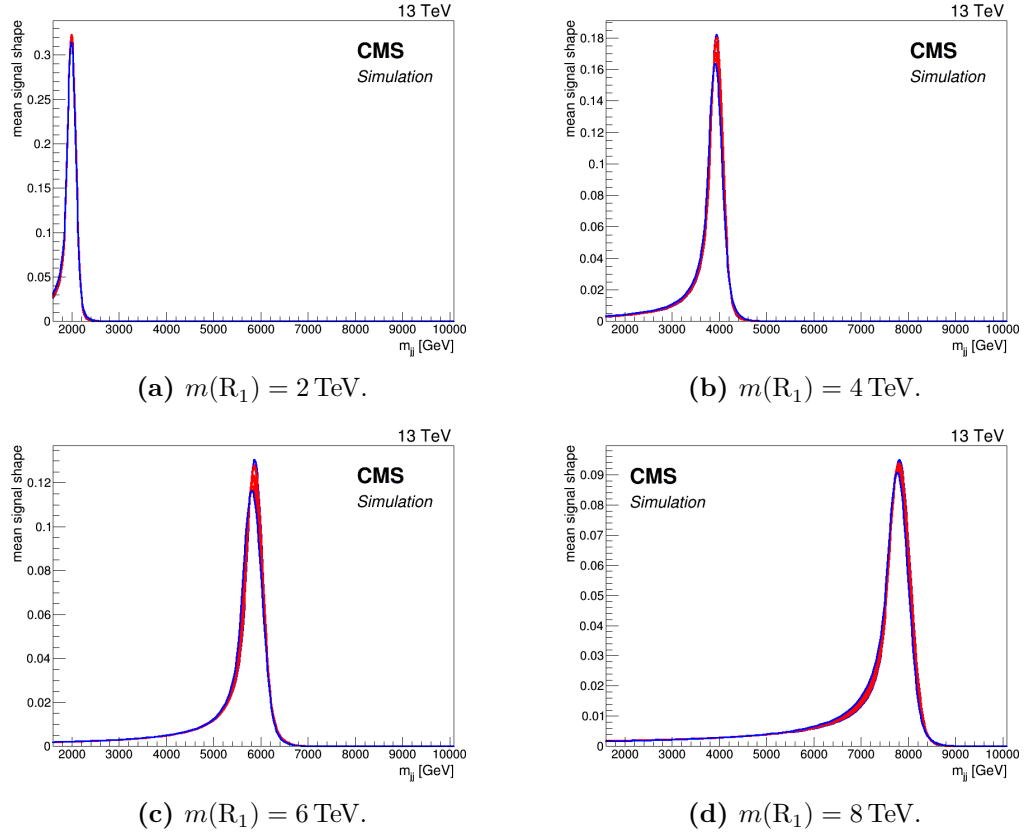 13 TeV
mean signal shape
CMS
Simulation
0.3
0.25
0.2
0.15
0.1
0.05
0
2000 3000 4000 5000 6000 7000 8000 9000 10000
m_jj [GeV]
(a) m(R₁) = 2 TeV.
13 TeV
mean signal shape
CMS
Simulation
0.18
0.16
0.14
0.12
0.1
0.08
0.06
0.04
0.02
0
2000 3000 4000 5000 6000 7000 8000 9000 10000
m_jj [GeV]
(b) m(R₁) = 4 TeV.
13 TeV
mean signal shape
CMS
Simulation
0.12
0.1
0.08
0.06
0.04
0.02
0
2000 3000 4000 5000 6000 7000 8000 9000 10000
m_jj [GeV]
(c) m(R₁) = 6 TeV.
13 TeV
mean signal shape
CMS
Simulation
0.09
0.08
0.07
0.06
0.05
0.04
0.03
0.02
0.01
0
2000 3000 4000 5000 6000 7000 8000 9000 10000
m_jj [GeV]
(d) m(R₁) = 8 TeV.